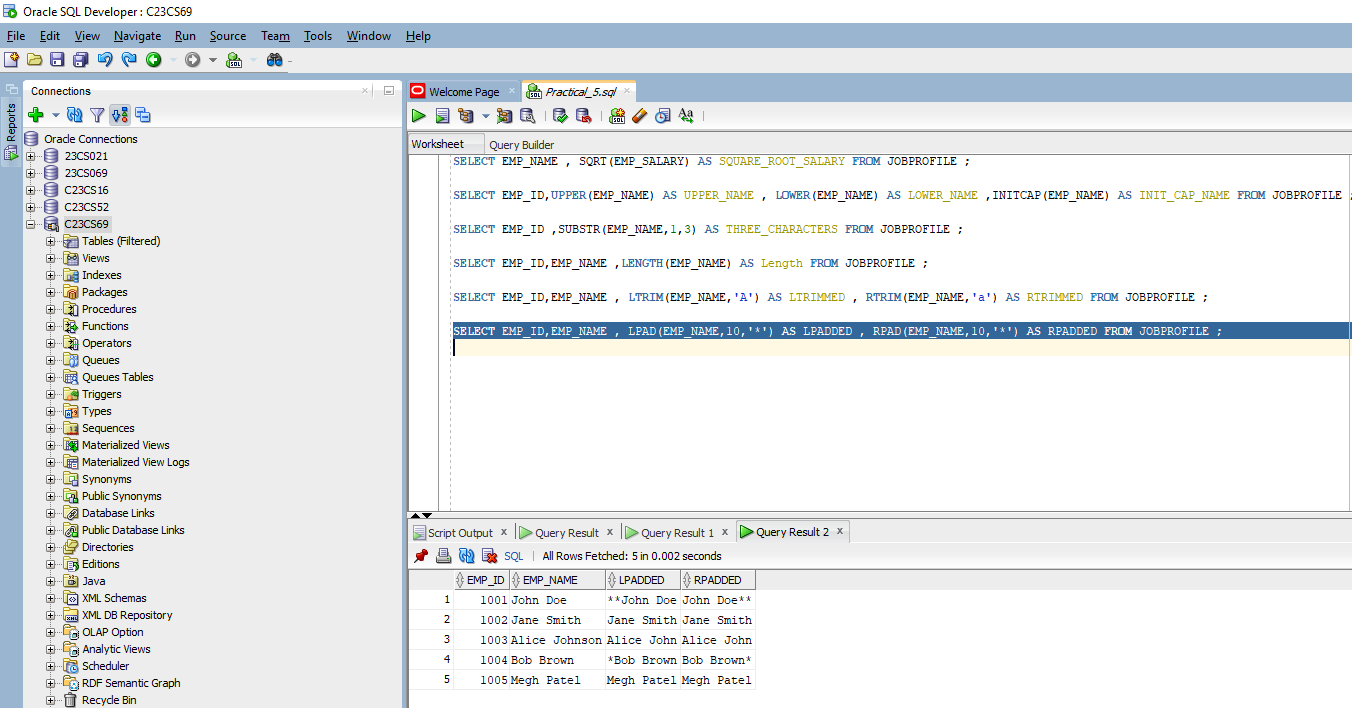 Oracle SQL Developer : C23CS69
File Edit View Navigate Run Source Team Tools Window Help
Reports
Connections
Oracle Connections
23CS021
23CS069
C23CS16
C23CS52
C23CS69
Tables (Filtered)
Views
Indexes
Packages
Procedures
Functions
Operators
Queues
Queues Tables
Triggers
Types
Sequences
Materialized Views
Materialized View Logs
Synonyms
Public Synonyms
Database Links
Public Database Links
Directories
Editions
Java
XML Schemas
XML DB Repository
OLAP Option
Analytic Views
Scheduler
RDF Semantic Graph
Recycle Bin
Welcome Page Practical_5.sql
Worksheet Query Builder
SELECT EMP_NAME , SQRT(EMP_SALARY) AS SQUARE_ROOT_SALARY FROM JOBPROFILE ;
SELECT EMP_ID,UPPER(EMP_NAME) AS UPPER_NAME , LOWER(EMP_NAME) AS LOWER_NAME ,INITCAP(EMP_NAME) AS INIT_CAP_NAME FROM JOBPROFILE ;
SELECT EMP_ID ,SUBSTR(EMP_NAME,1,3) AS THREE_CHARACTERS FROM JOBPROFILE ;
SELECT EMP_ID,EMP_NAME ,LENGTH(EMP_NAME) AS Length FROM JOBPROFILE ;
SELECT EMP_ID,EMP_NAME , LTRIM(EMP_NAME,'A') AS LTRIMMED , RTRIM(EMP_NAME,'a') AS RTRIMMED FROM JOBPROFILE ;
SELECT EMP_ID,EMP_NAME , LPAD(EMP_NAME,10,'*') AS LPADDED , RPAD(EMP_NAME,10,'*') AS RPADDED FROM JOBPROFILE ;
Script Output x Query Result x Query Result 1 x Query Result 2 x
SQL All Rows Fetched: 5 in 0.002 seconds
EMP_ID EMP_NAME LPADDED RPADDED
1 1001 John Doe **John Doe John Doe**
2 1002 Jane Smith Jane Smith Jane Smith
3 1003 Alice Johnson Alice John Alice John
4 1004 Bob Brown *Bob Brown Bob Brown*
5 1005 Megh Patel Megh Patel Megh Patel